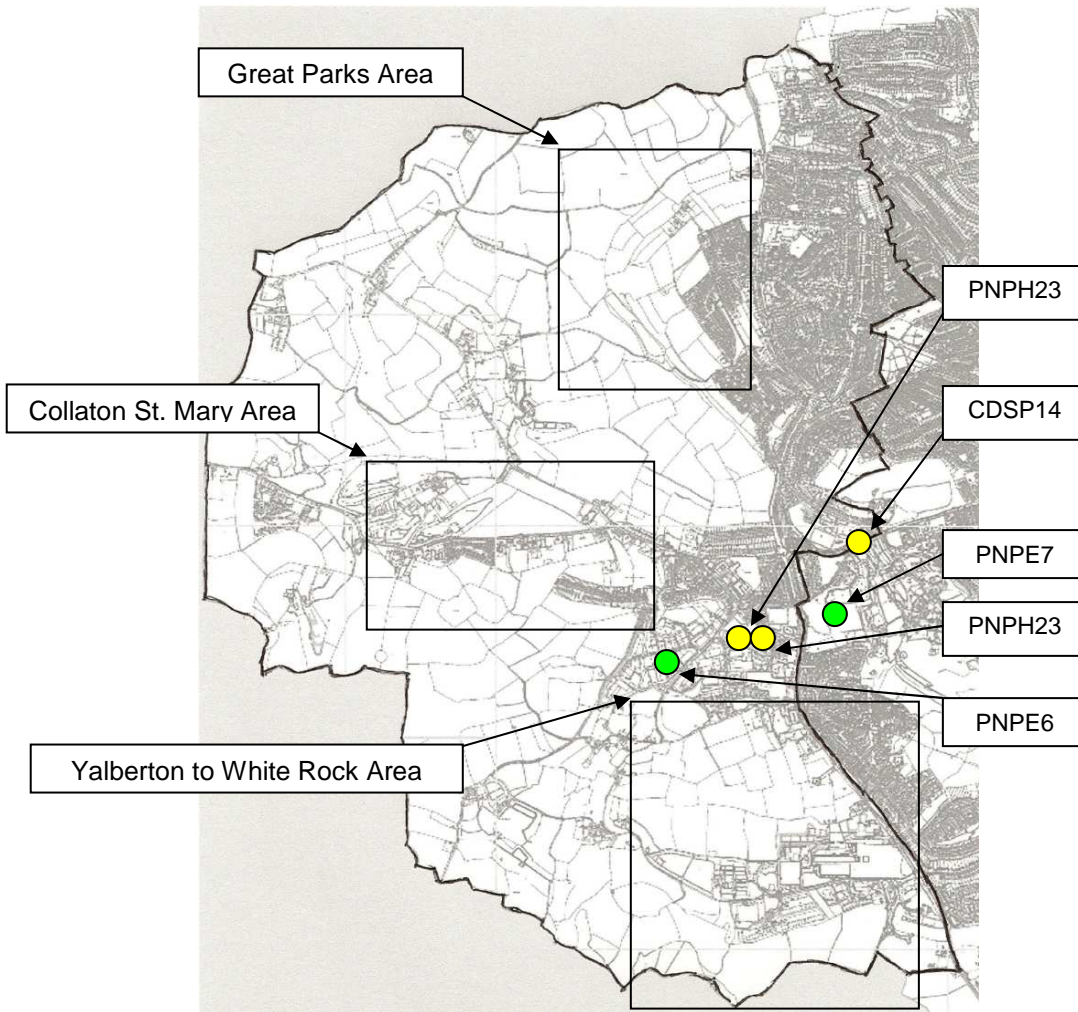 Great Parks Area
PNPH23
Collaton St. Mary Area
CDSP14
PNPE7
PNPH23
PNPE6
Yalberton to White Rock Area